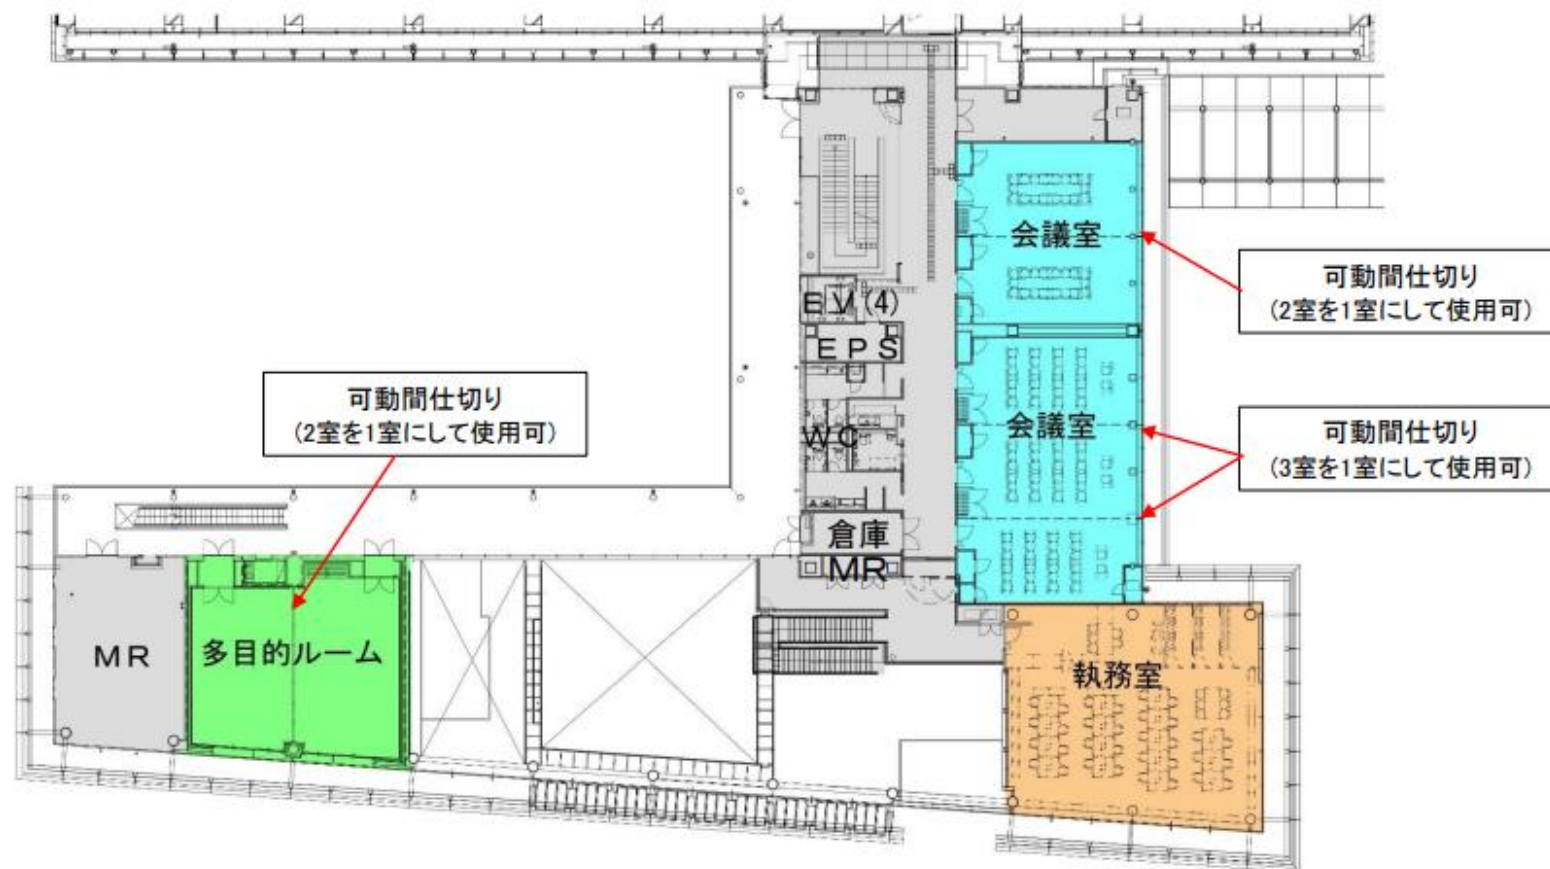 会議室
可動間仕切り
(2室を1室にして使用可)
EV(4)
EPS
可動間仕切り
(2室を1室にして使用可)
WC
会議室
可動間仕切り
(3室を1室にして使用可)
倉庫
MR
MR
多目的ルーム
執務室